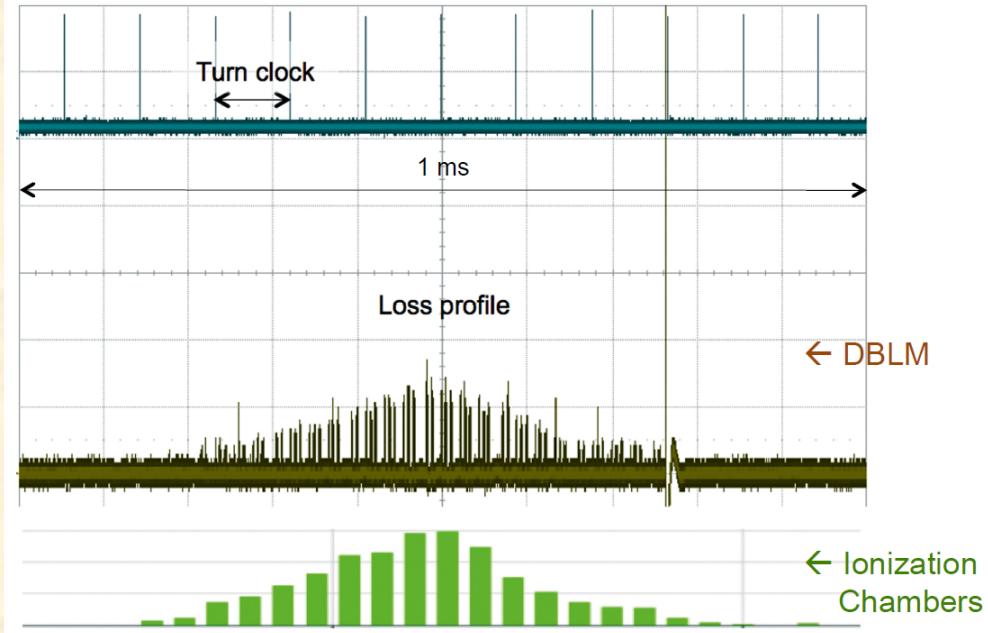 Turn clock
1 ms
Loss profile
← DBLM
← Ionization
Chambers